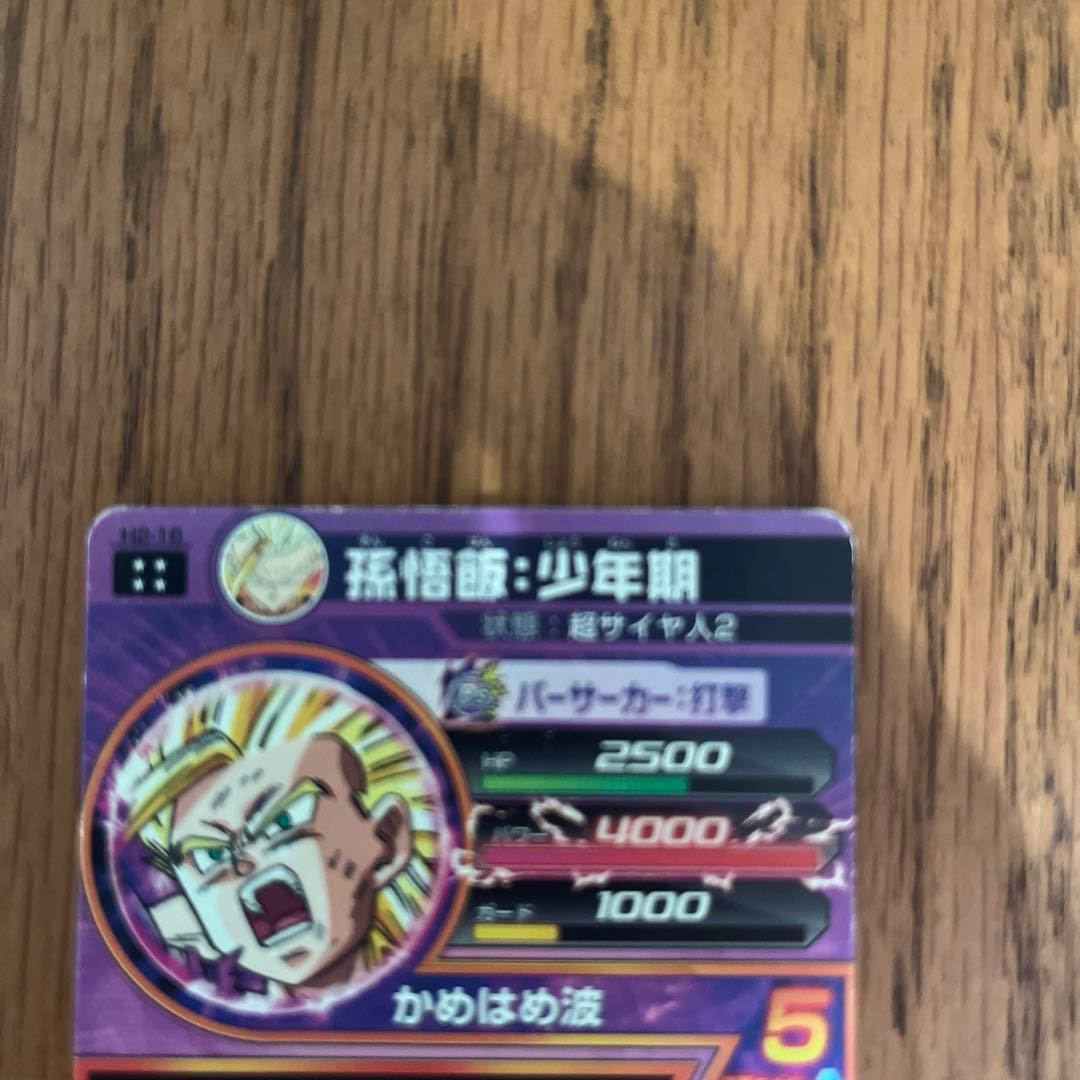 H2-16
孫悟飯:少年期
状態:超サイヤ人2
バーサーカー:打撃
HP 2500
パワー 4000
ガード 1000
かめはめ波
5